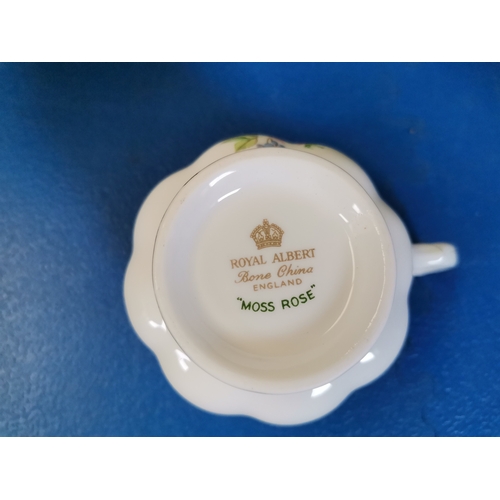 ROYAL ALBERT
Bone China
ENGLAND
"MOSS ROSE"